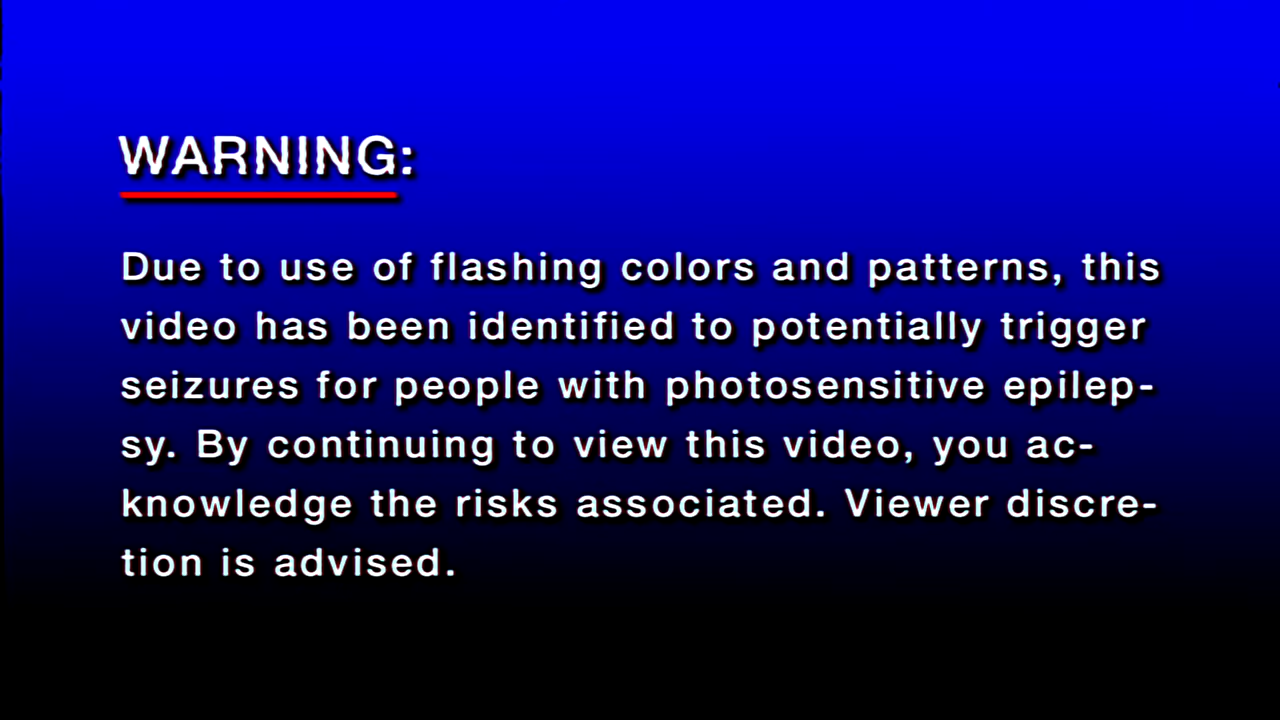 WARNING:
Due to use of flashing colors and patterns, this
video has been identified to potentially trigger
seizures for people with photosensitive epilep-
sy. By continuing to view this video, you ac-
knowledge the risks associated. Viewer discre-
tion is advised.